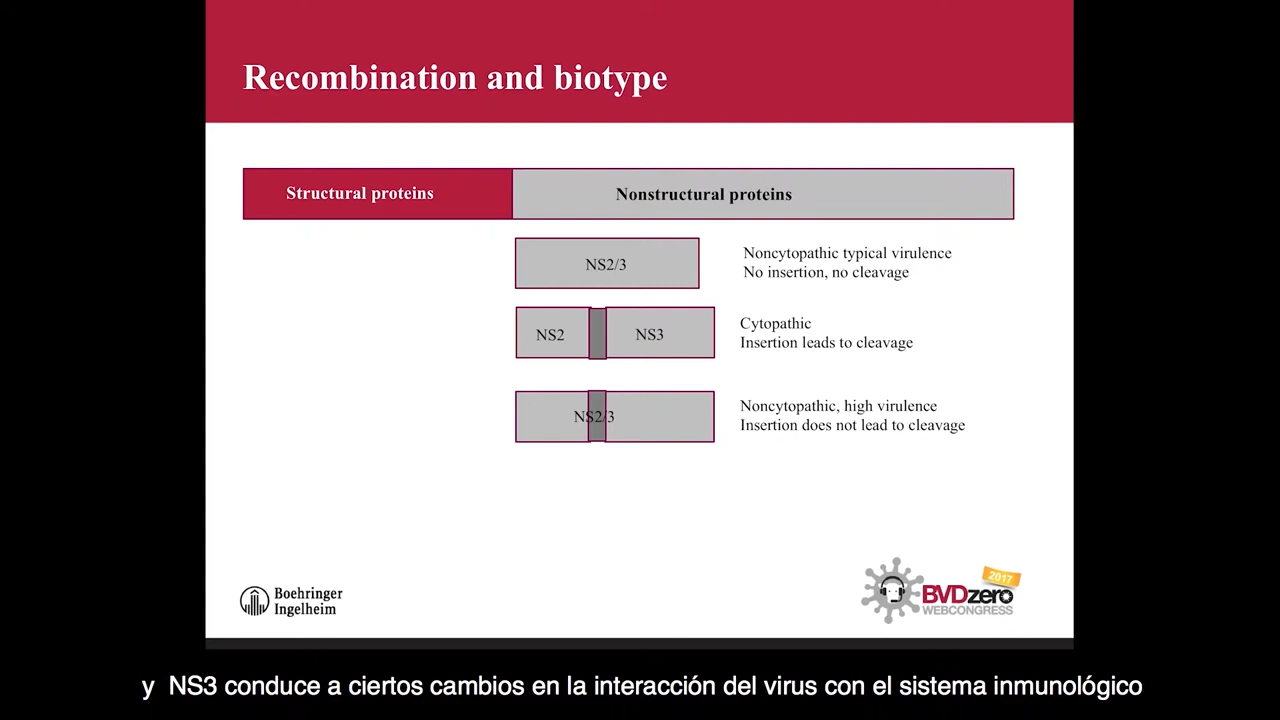 Recombination and biotype
Structural proteins
Nonstructural proteins
NS2/3
Noncytopathic typical virulence
No insertion, no cleavage
NS2
NS3
Cytopathic
Insertion leads to cleavage
NS2/3
Noncytopathic, high virulence
Insertion does not lead to cleavage
Boehringer
Ingelheim
2017
BVDzero
WEBCONGRESS
y NS3 conduce a ciertos cambios en la interacción del virus con el sistema inmunológico